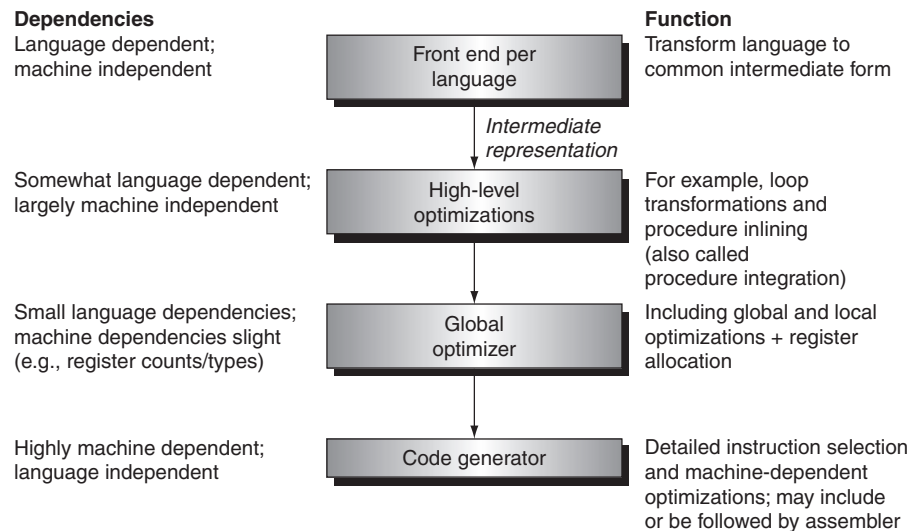 Dependencies
Language dependent;
machine independent
Front end per
language
Function
Transform language to
common intermediate form
Intermediate
representation
Somewhat language dependent;
largely machine independent
High-level
optimizations
For example, loop
transformations and
procedure inlining
(also called
procedure integration)
Small language dependencies;
machine dependencies slight
(e.g., register counts/types)
Global
optimizer
Including global and local
optimizations + register
allocation
Highly machine dependent;
language independent
Code generator
Detailed instruction selection
and machine-dependent
optimizations; may include
or be followed by assembler